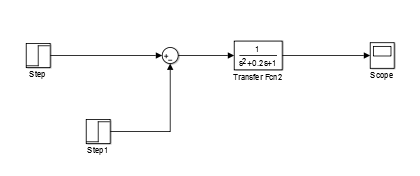 Step
+
-
1
s²+0.2s+1
Transfer Fcn2
Scope
Step1